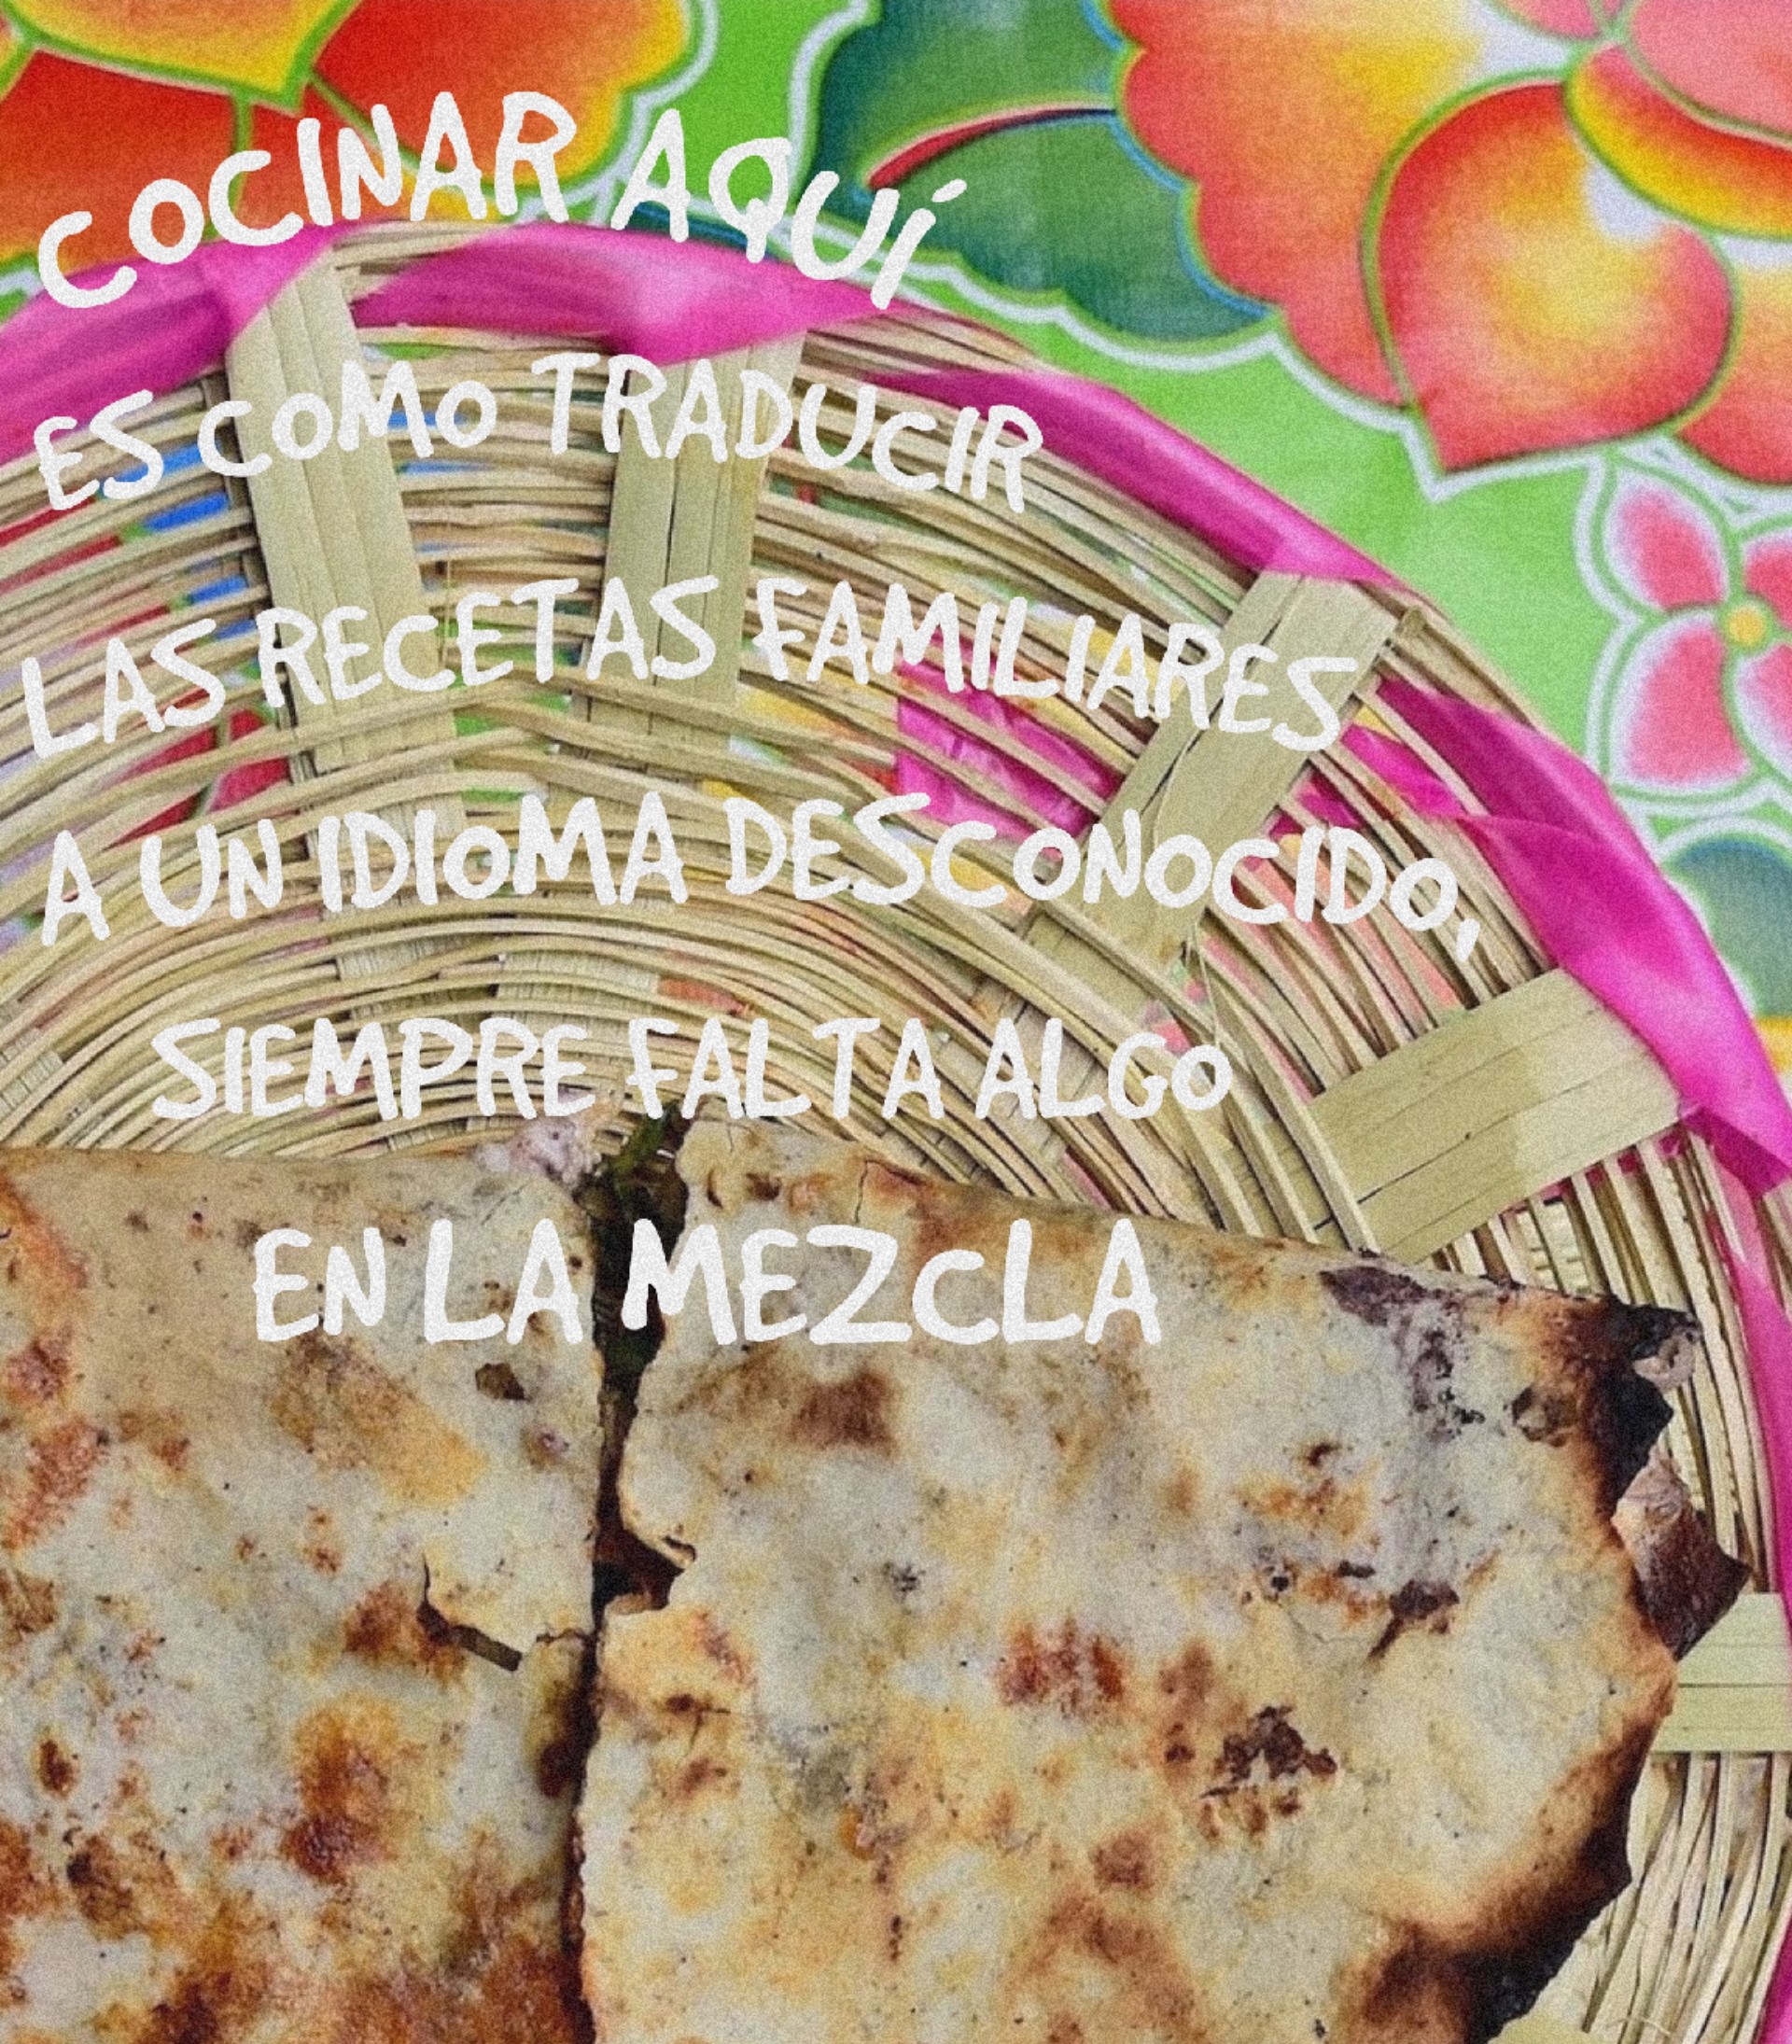 COCINAR AQUÍ
ES COMO TRADUCIR
LAS RECETAS FAMILIARES
A UN IDIOMA DESCONOCIDO,
SIEMPRE FALTA ALGO
EN LA MEZCLA